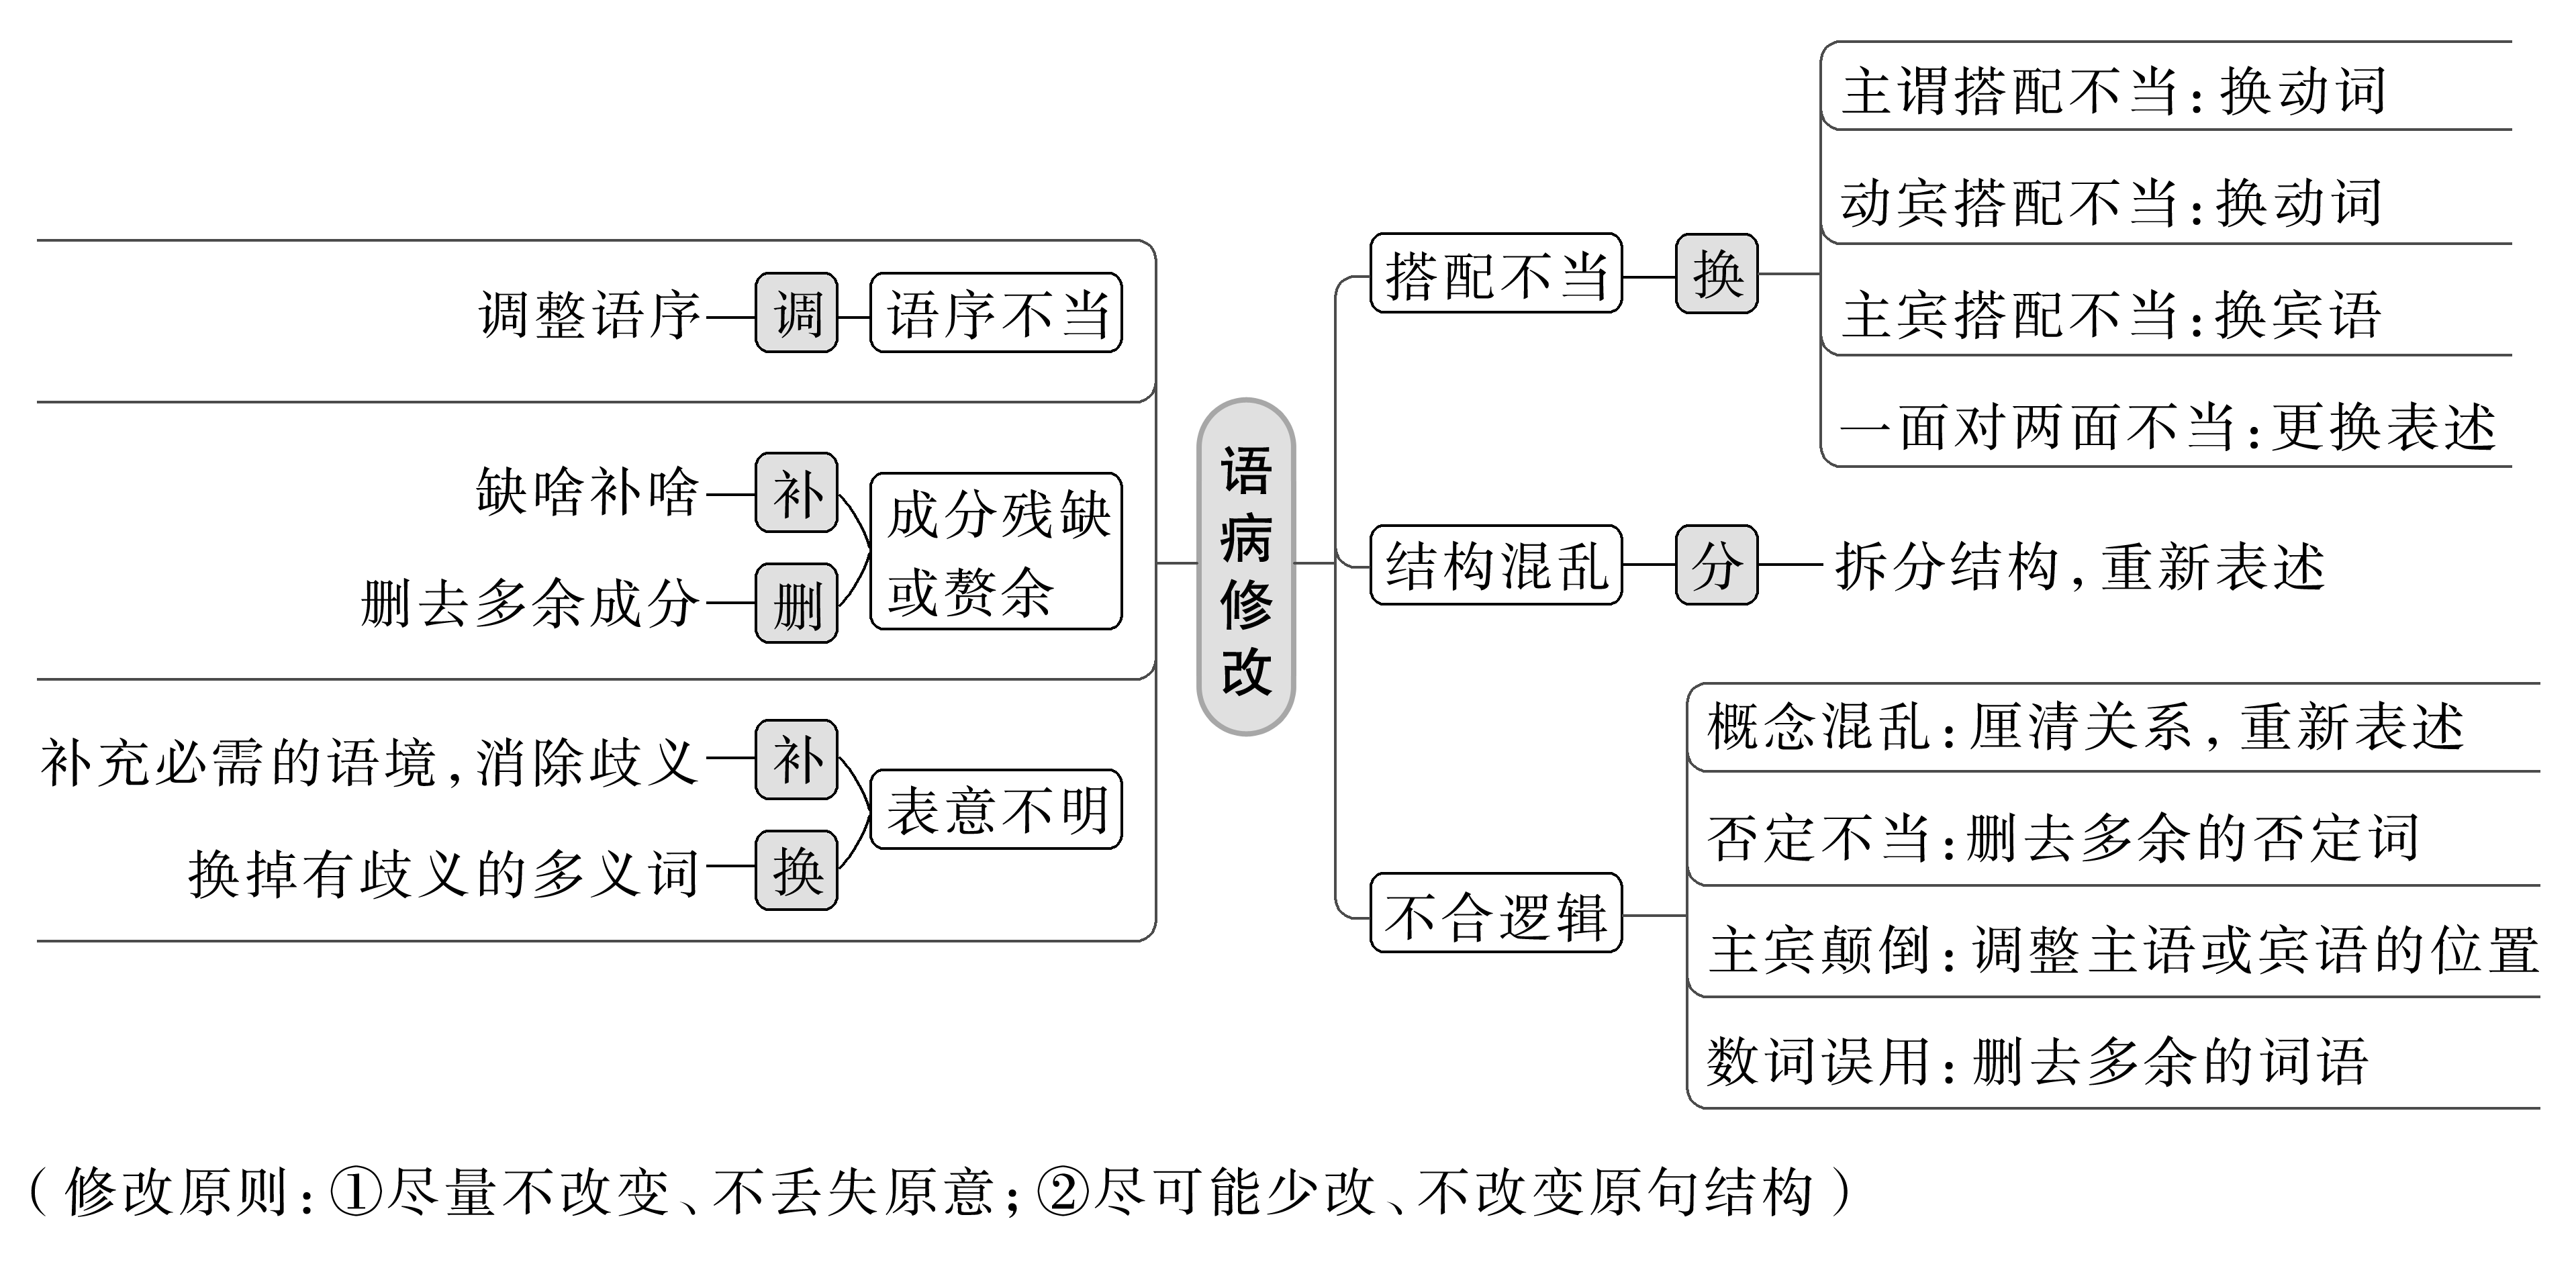 语病修改
语序不当
调
调整语序
成分残缺
或赘余
补
缺啥补啥
删
删去多余成分
表意不明
补
补充必需的语境,消除歧义
换
换掉有歧义的多义词
搭配不当
换
主谓搭配不当:换动词
动宾搭配不当:换动词
主宾搭配不当:换宾语
一面对两面不当:更换表述
结构混乱
分
拆分结构,重新表述
不合逻辑
概念混乱:厘清关系,重新表述
否定不当:删去多余的否定词
主宾颠倒:调整主语或宾语的位置
数词误用:删去多余的词语
(修改原则:①尽量不改变、不丢失原意;②尽可能少改、不改变原句结构)